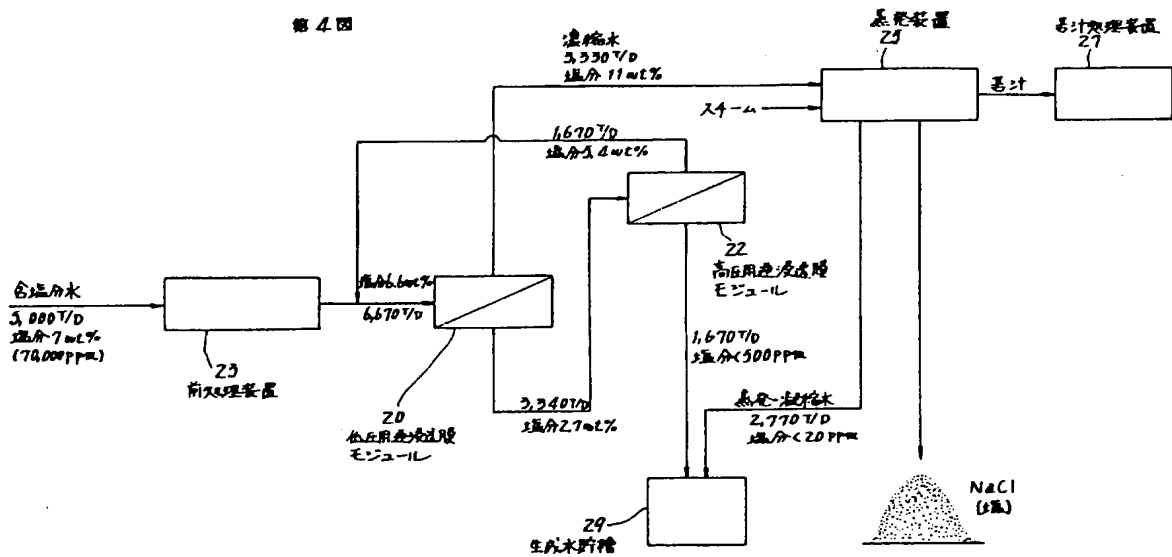 第4図
濃縮水
3,330T/D
塩分11wt%
蒸発装置
25
苦汁処理装置
27
苦汁
スチーム
1,670T/D
塩分5,4wt%
22
高圧用逆浸透膜
モジュール
含塩分水
5,000T/D
塩分7wt%
(70,000ppm)
塩分6.6wt%
6,670T/D
23
前処理装置
20
低圧用逆浸透膜
モジュール
3,340T/D
塩分2.7wt%
1,670T/D
塩分<500ppm
蒸発-凝縮水
2,770T/D
塩分<20ppm
29
生成水貯槽
NaCl
(塩)